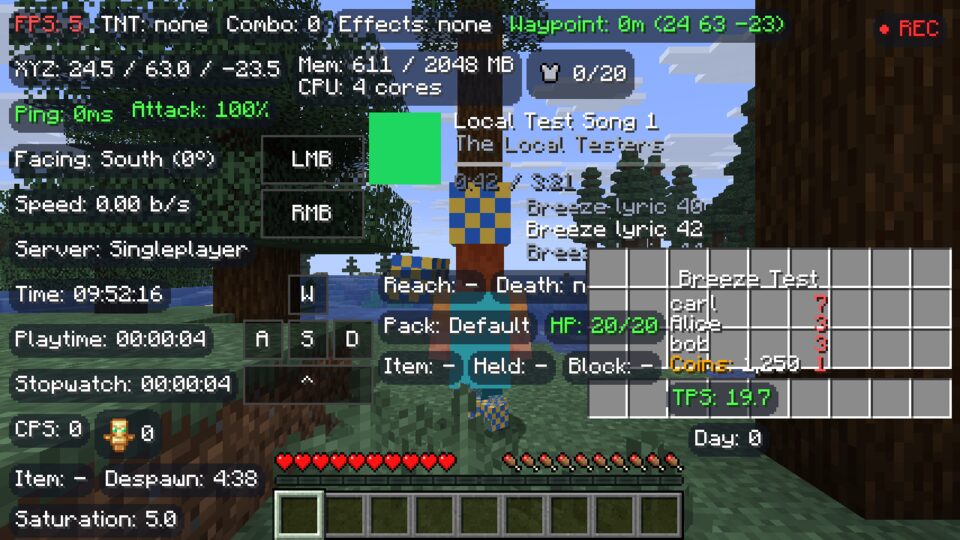 FPS: 5 TNT: none Combo: 0 Effects: none Waypoint: 0m (24 63 -23)
● REC
XYZ: 24.5 / 63.0 / -23.5
Mem: 611 / 2048 MB
CPU: 4 cores
0/20
Ping: 0ms
Attack: 100%
Local Test Song 1
The Local Testers
0:42 / 3:21
Facing: South (0°)
LMB
Speed: 0.00 b/s
RMB
Breeze lyric 40
Breeze lyric 42
Breeze
Server: Singleplayer
Time: 09:52:16
W
Reach: - Death:
Breeze Test
carl 7
Alice 3
bob 3
Coins: 1,250 1
Playtime: 00:00:04
A S D
Pack: Default HP: 20/20
Stopwatch: 00:00:04
^
Item: - Held: - Block: -
TPS: 19.7
CPS: 0
0
Day: 0
Item: - Despawn: 4:38
Saturation: 5.0